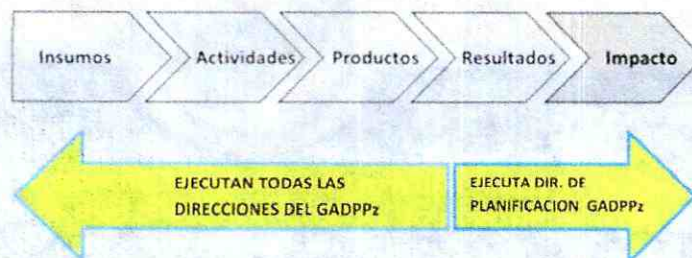 Insumos
Actividades
Productos
Resultados
Impacto
EJECUTAN TODAS LAS
DIRECCIONES DEL GADPPz
EJECUTA DIR. DE
PLANIFICACION GADPPz